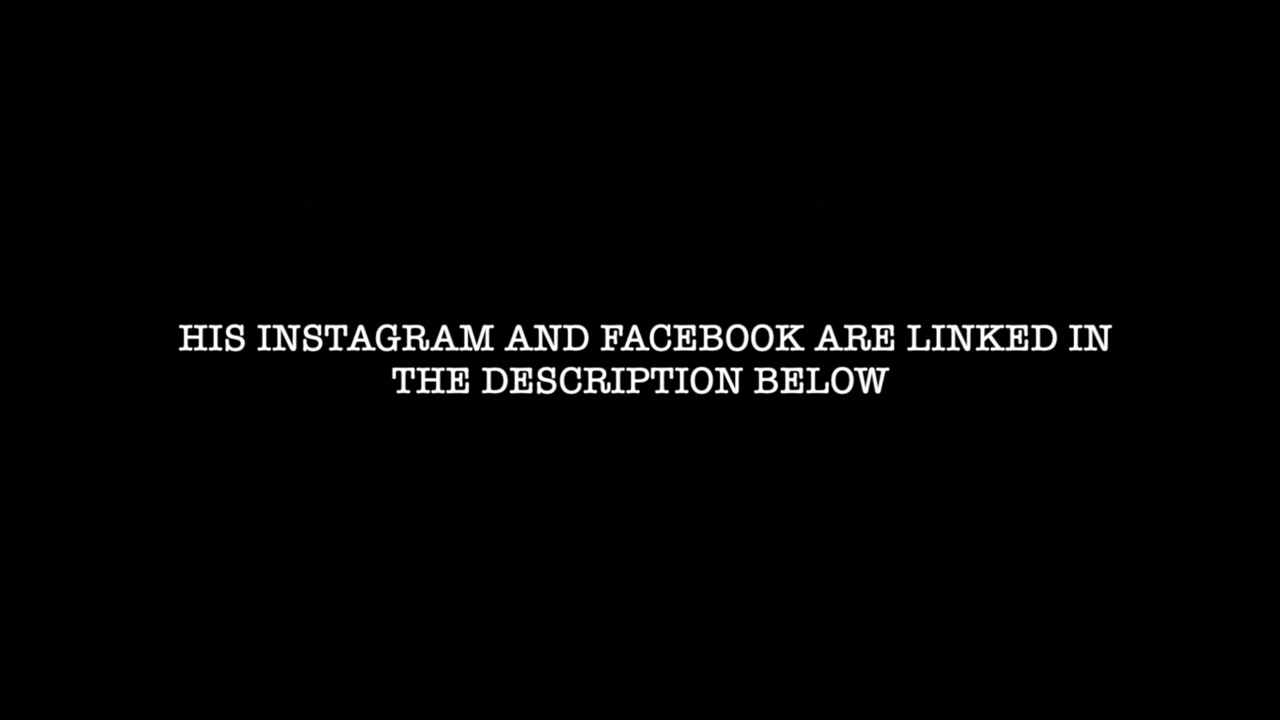 HIS INSTAGRAM AND FACEBOOK ARE LINKED IN
THE DESCRIPTION BELOW